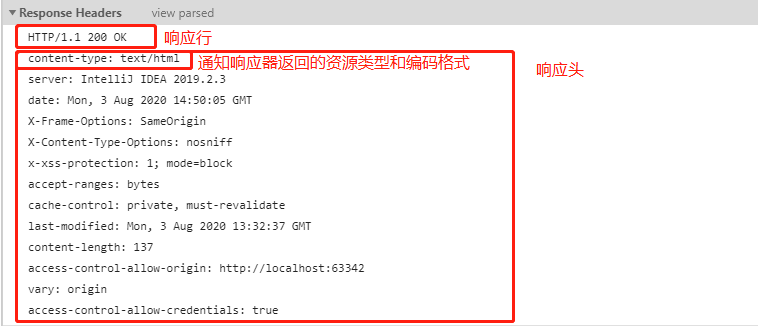 Response Headers view parsed
HTTP/1.1 200 OK 响应行
content-type: text/html 通知响应器返回的资源类型和编码格式
server: IntelliJ IDEA 2019.2.3 响应头
date: Mon, 3 Aug 2020 14:50:05 GMT
X-Frame-Options: SameOrigin
X-Content-Type-Options: nosniff
x-xss-protection: 1; mode=block
accept-ranges: bytes
cache-control: private, must-revalidate
last-modified: Mon, 3 Aug 2020 13:32:37 GMT
content-length: 137
access-control-allow-origin: http://localhost:63342
vary: origin
access-control-allow-credentials: true